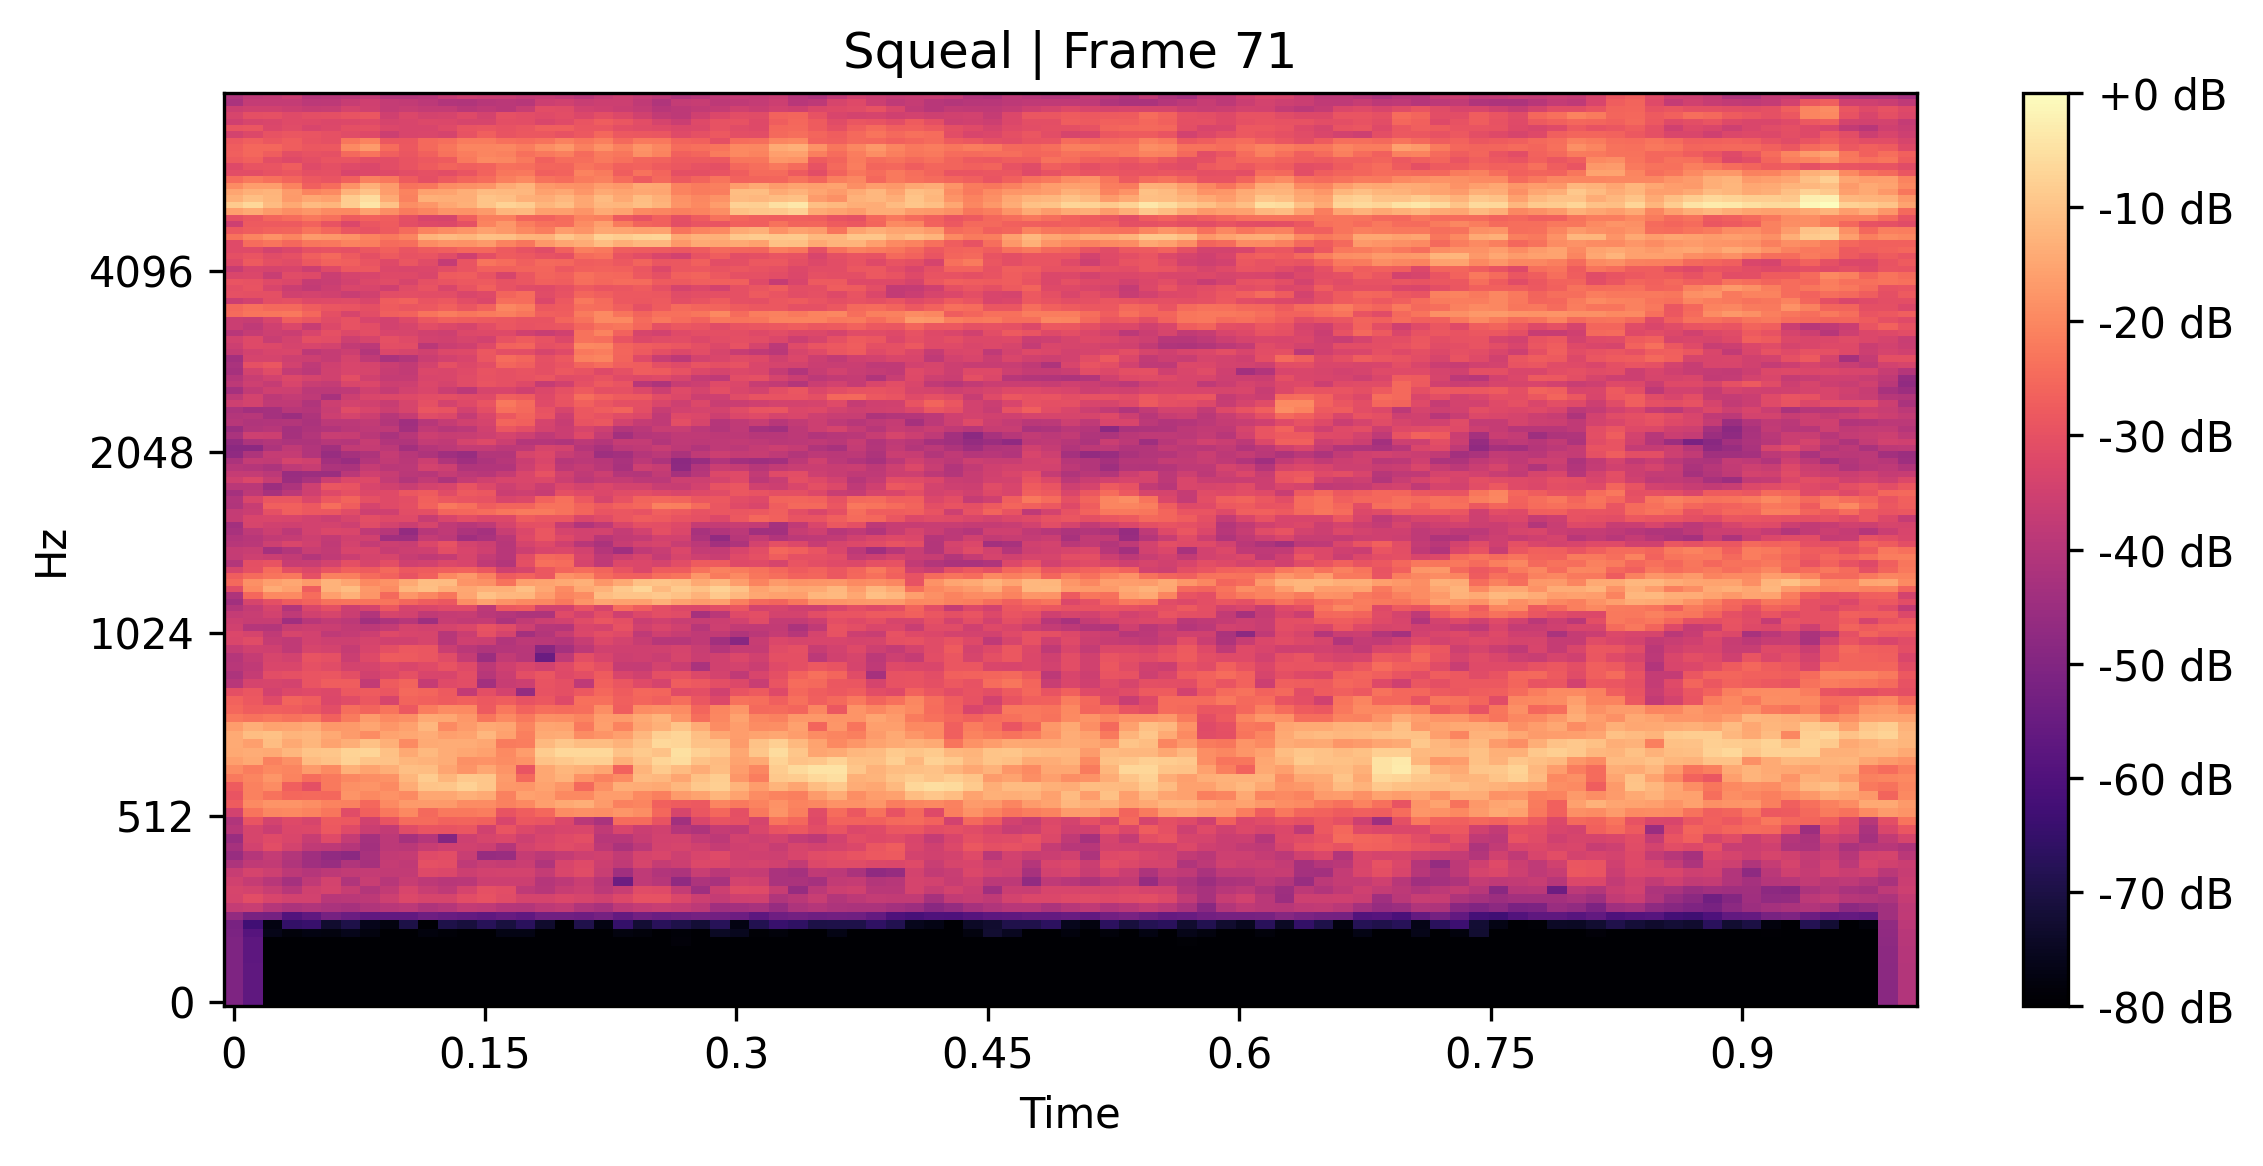 Squeal | Frame 71
+0 dB
-10 dB
-20 dB
-30 dB
-40 dB
-50 dB
-60 dB
-70 dB
-80 dB
Hz
4096
2048
1024
512
0
0 0.15 0.3 0.45 0.6 0.75 0.9
Time